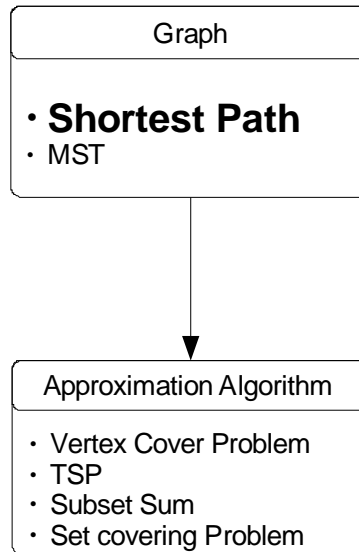 Graph
· Shortest Path
· MST
Approximation Algorithm
· Vertex Cover Problem
· TSP
· Subset Sum
· Set covering Problem